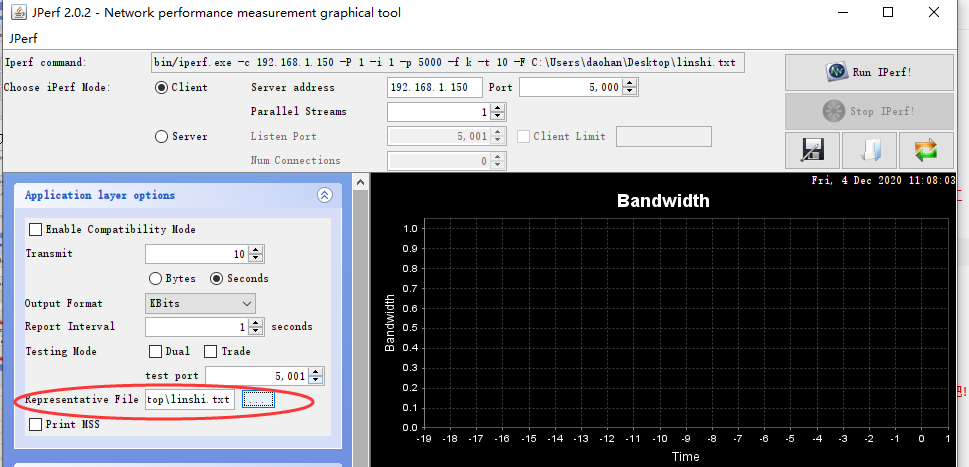 JPerf 2.0.2 - Network performance measurement graphical tool
JPerf
Iperf command: bin/iperf.exe -c 192.168.1.150 -P 1 -i 1 -p 5000 -f k -t 10 -F C:\Users\daohan\Desktop\linshi.txt
Choose iPerf Mode: Client Server address 192.168.1.150 Port 5,000
Parallel Streams 1
Server Listen Port 5,001 Client Limit
Num Connections 0
Run IPerf!
Stop IPerf!
Application layer options
Enable Compatibility Mode
Transmit 10
Bytes Seconds
Output Format KBits
Report Interval 1 seconds
Testing Mode Dual Trade
test port 5,001
Representative File top\linshi.txt ...
Print MSS
Fri, 4 Dec 2020 11:08:03
Bandwidth
Bandwidth
1.0
0.9
0.8
0.7
0.6
0.5
0.4
0.3
0.2
0.1
0.0
-19 -18 -17 -16 -15 -14 -13 -12 -11 -10 -9 -8 -7 -6 -5 -4 -3 -2 -1 0 1
Time